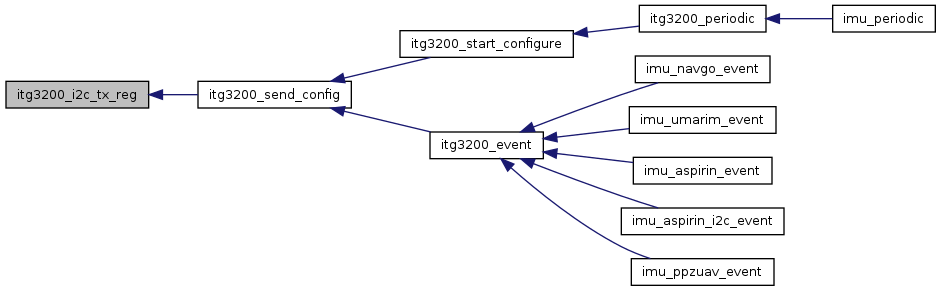 itg3200_i2c_tx_reg
itg3200_send_config
itg3200_start_configure
itg3200_periodic
imu_periodic
itg3200_event
imu_navgo_event
imu_umarim_event
imu_aspirin_event
imu_aspirin_i2c_event
imu_ppzuav_event